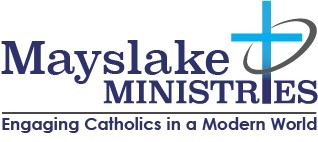 Mayslake
MINISTRIES
Engaging Catholics in a Modern World